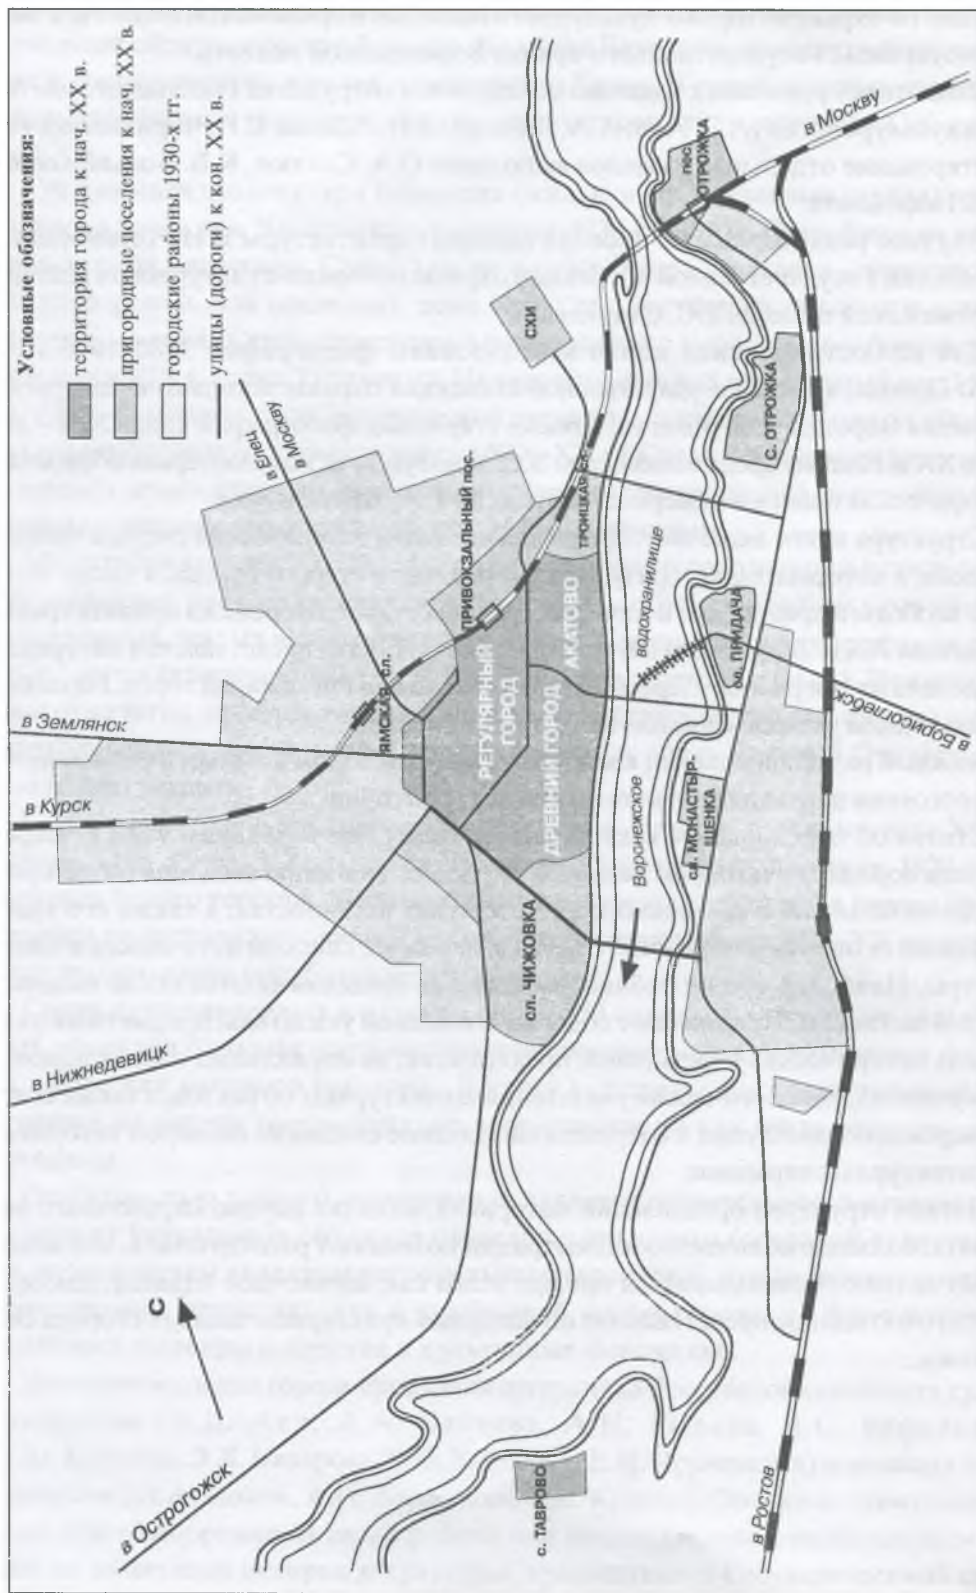 Условные обозначения:
территория города к нач. XX в.
пригородные поселения к нач. XX в.
городские районы 1930-х гг.
улицы (дороги) к кон. XX в.
в Москву
пос.
ОТРОЖКА
СХИ
в Елец
в Москву
С. ОТРОЖКА
ПРИВОКЗАЛЬНЫЙ пос.
ТРОИЦКАЯ сл.
водохранилище
ЯМСКАЯ сл.
РЕГУЛЯРНЫЙ
ГОРОД
АКАТОВО
ДРЕВНИЙ ГОРОД
сл. ПРИДАЧА
в Борисоглебск
в Землянск
в Курск
сл. МОНАСТЫР-
ЩЕНКА
Воронежское
сл. ЧИЖОВКА
в Нижнедевицк
С
в Острогожск
с. ТАВРОВО
в Ростов